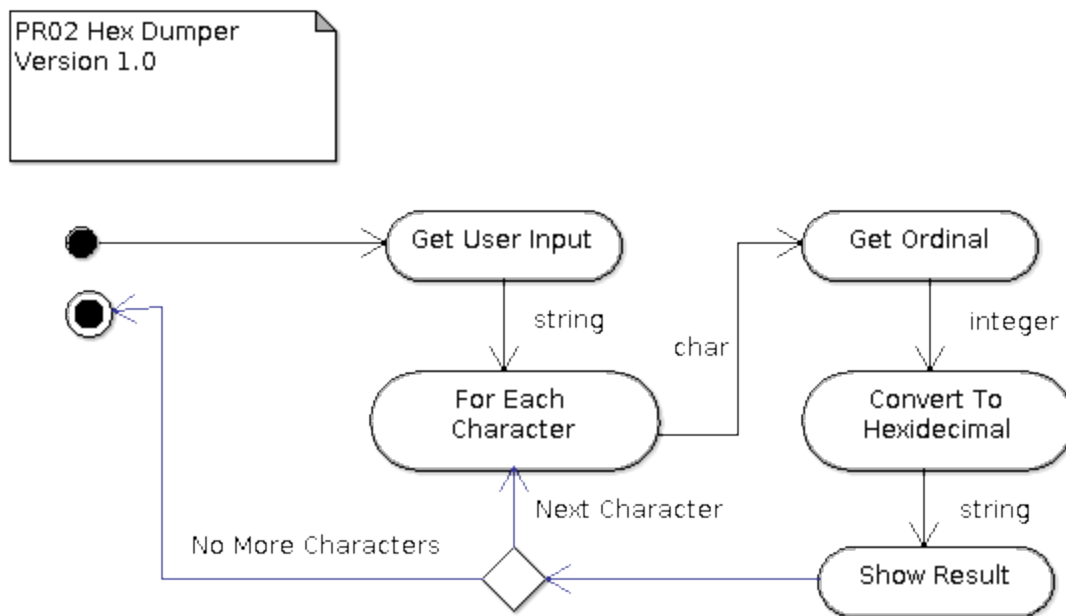 PR02 Hex Dumper
Version 1.0
Get User Input
Get Ordinal
string
integer
char
For Each
Character
Convert To
Hexidecimal
Next Character
string
No More Characters
Show Result